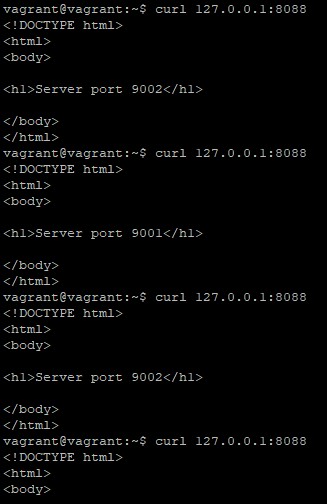 vagrant@vagrant:~$ curl 127.0.0.1:8088
<!DOCTYPE html>
<html>
<body>

<h1>Server port 9002</h1>

</body>
</html>
vagrant@vagrant:~$ curl 127.0.0.1:8088
<!DOCTYPE html>
<html>
<body>

<h1>Server port 9001</h1>

</body>
</html>
vagrant@vagrant:~$ curl 127.0.0.1:8088
<!DOCTYPE html>
<html>
<body>

<h1>Server port 9002</h1>

</body>
</html>
vagrant@vagrant:~$ curl 127.0.0.1:8088
<!DOCTYPE html>
<html>
<body>